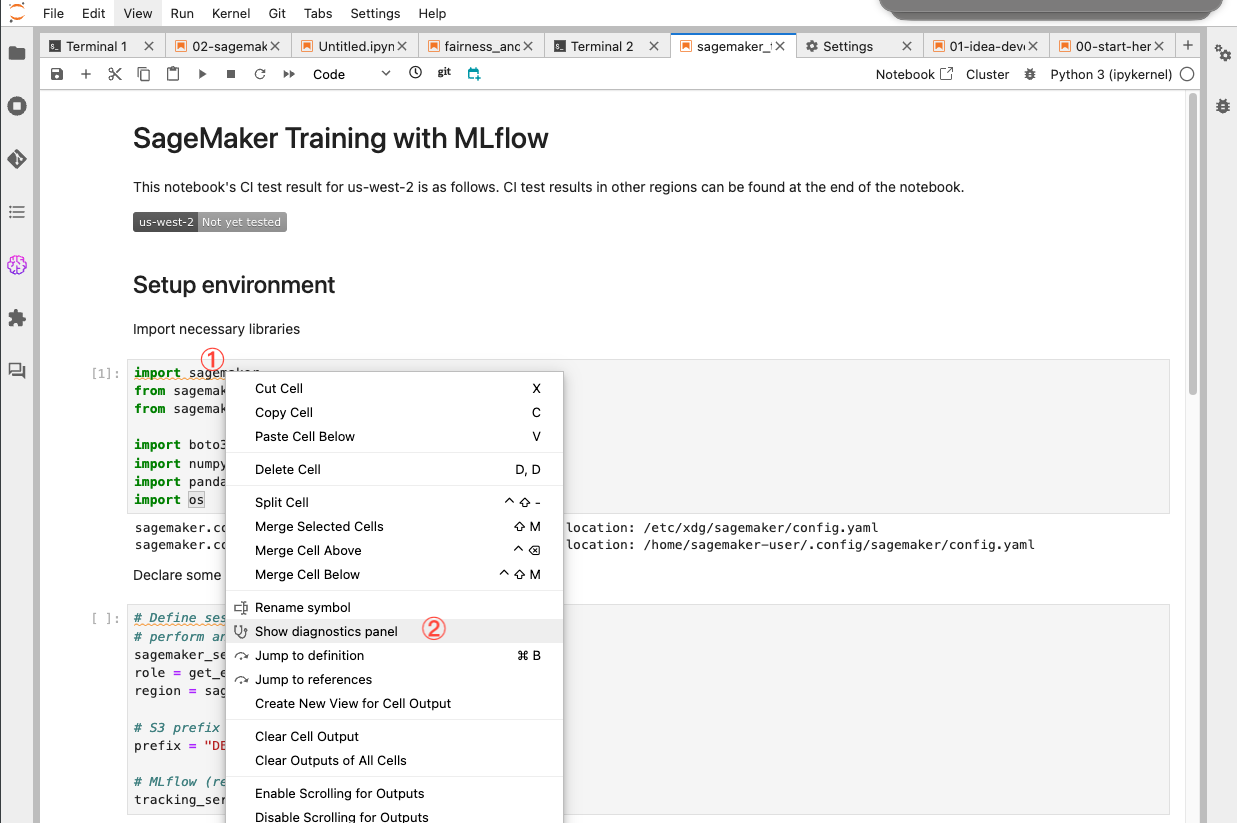 File Edit View Run Kernel Git Tabs Settings Help
Terminal 1 02-sagemak Untitled.ipyn fairness_and Terminal 2 sagemaker_t Settings 01-idea-deve 00-start-her
Code git Notebook Cluster Python 3 (ipykernel)
SageMaker Training with MLflow
This notebook's CI test result for us-west-2 is as follows. CI test results in other regions can be found at the end of the notebook.
us-west-2 Not yet tested
Setup environment
Import necessary libraries
①
[1]: import sagemaker
from sagemak
from sagemak
import boto3
import numpy
import panda
import os
sagemaker.co location: /etc/xdg/sagemaker/config.yaml
sagemaker.co location: /home/sagemaker-user/.config/sagemaker/config.yaml
Declare some
[ ]: # Define ses
# perform an
sagemaker_se
role = get_e
region = sag
# S3 prefix
prefix = "DE
# MLflow (re
tracking_ser
Cut Cell X
Copy Cell C
Paste Cell Below V
Delete Cell D, D
Split Cell ^ ⇧ -
Merge Selected Cells ⇧ M
Merge Cell Above ^ ⌫
Merge Cell Below ^ ⇧ M
Rename symbol
Show diagnostics panel ②
Jump to definition ⌘ B
Jump to references
Create New View for Cell Output
Clear Cell Output
Clear Outputs of All Cells
Enable Scrolling for Outputs
Disable Scrolling for Outputs